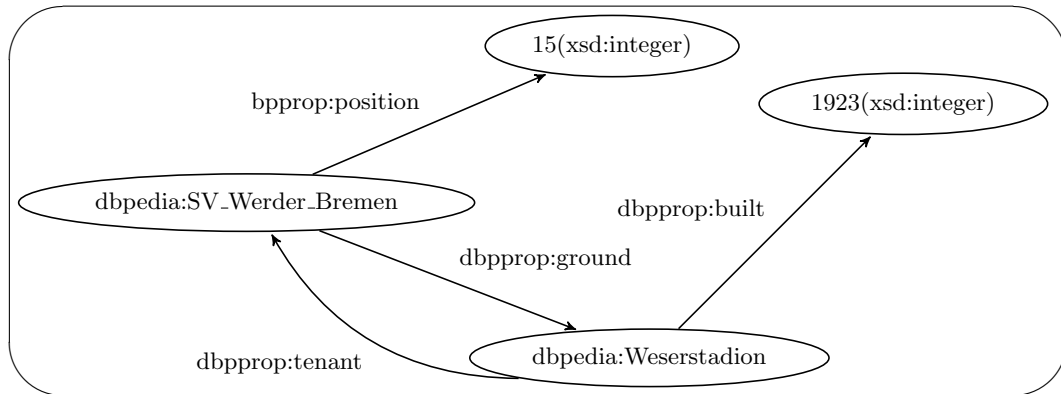 15(xsd:integer)
bpprop:position
1923(xsd:integer)
dbpedia:SV_Werder_Bremen
dbpprop:built
dbpprop:ground
dbpprop:tenant
dbpedia:Weserstadion